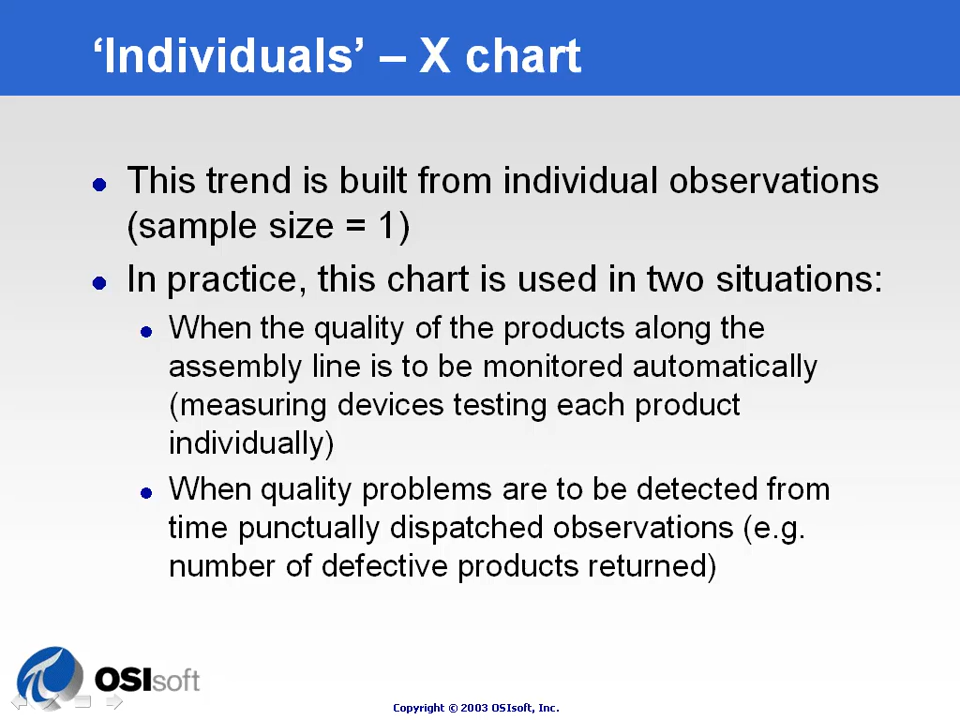 ‘Individuals’ – X chart
This trend is built from individual observations
(sample size = 1)
In practice, this chart is used in two situations:
When the quality of the products along the
assembly line is to be monitored automatically
(measuring devices testing each product
individually)
When quality problems are to be detected from
time punctually dispatched observations (e.g.
number of defective products returned)
OSIsoft
Copyright © 2003 OSIsoft, Inc.